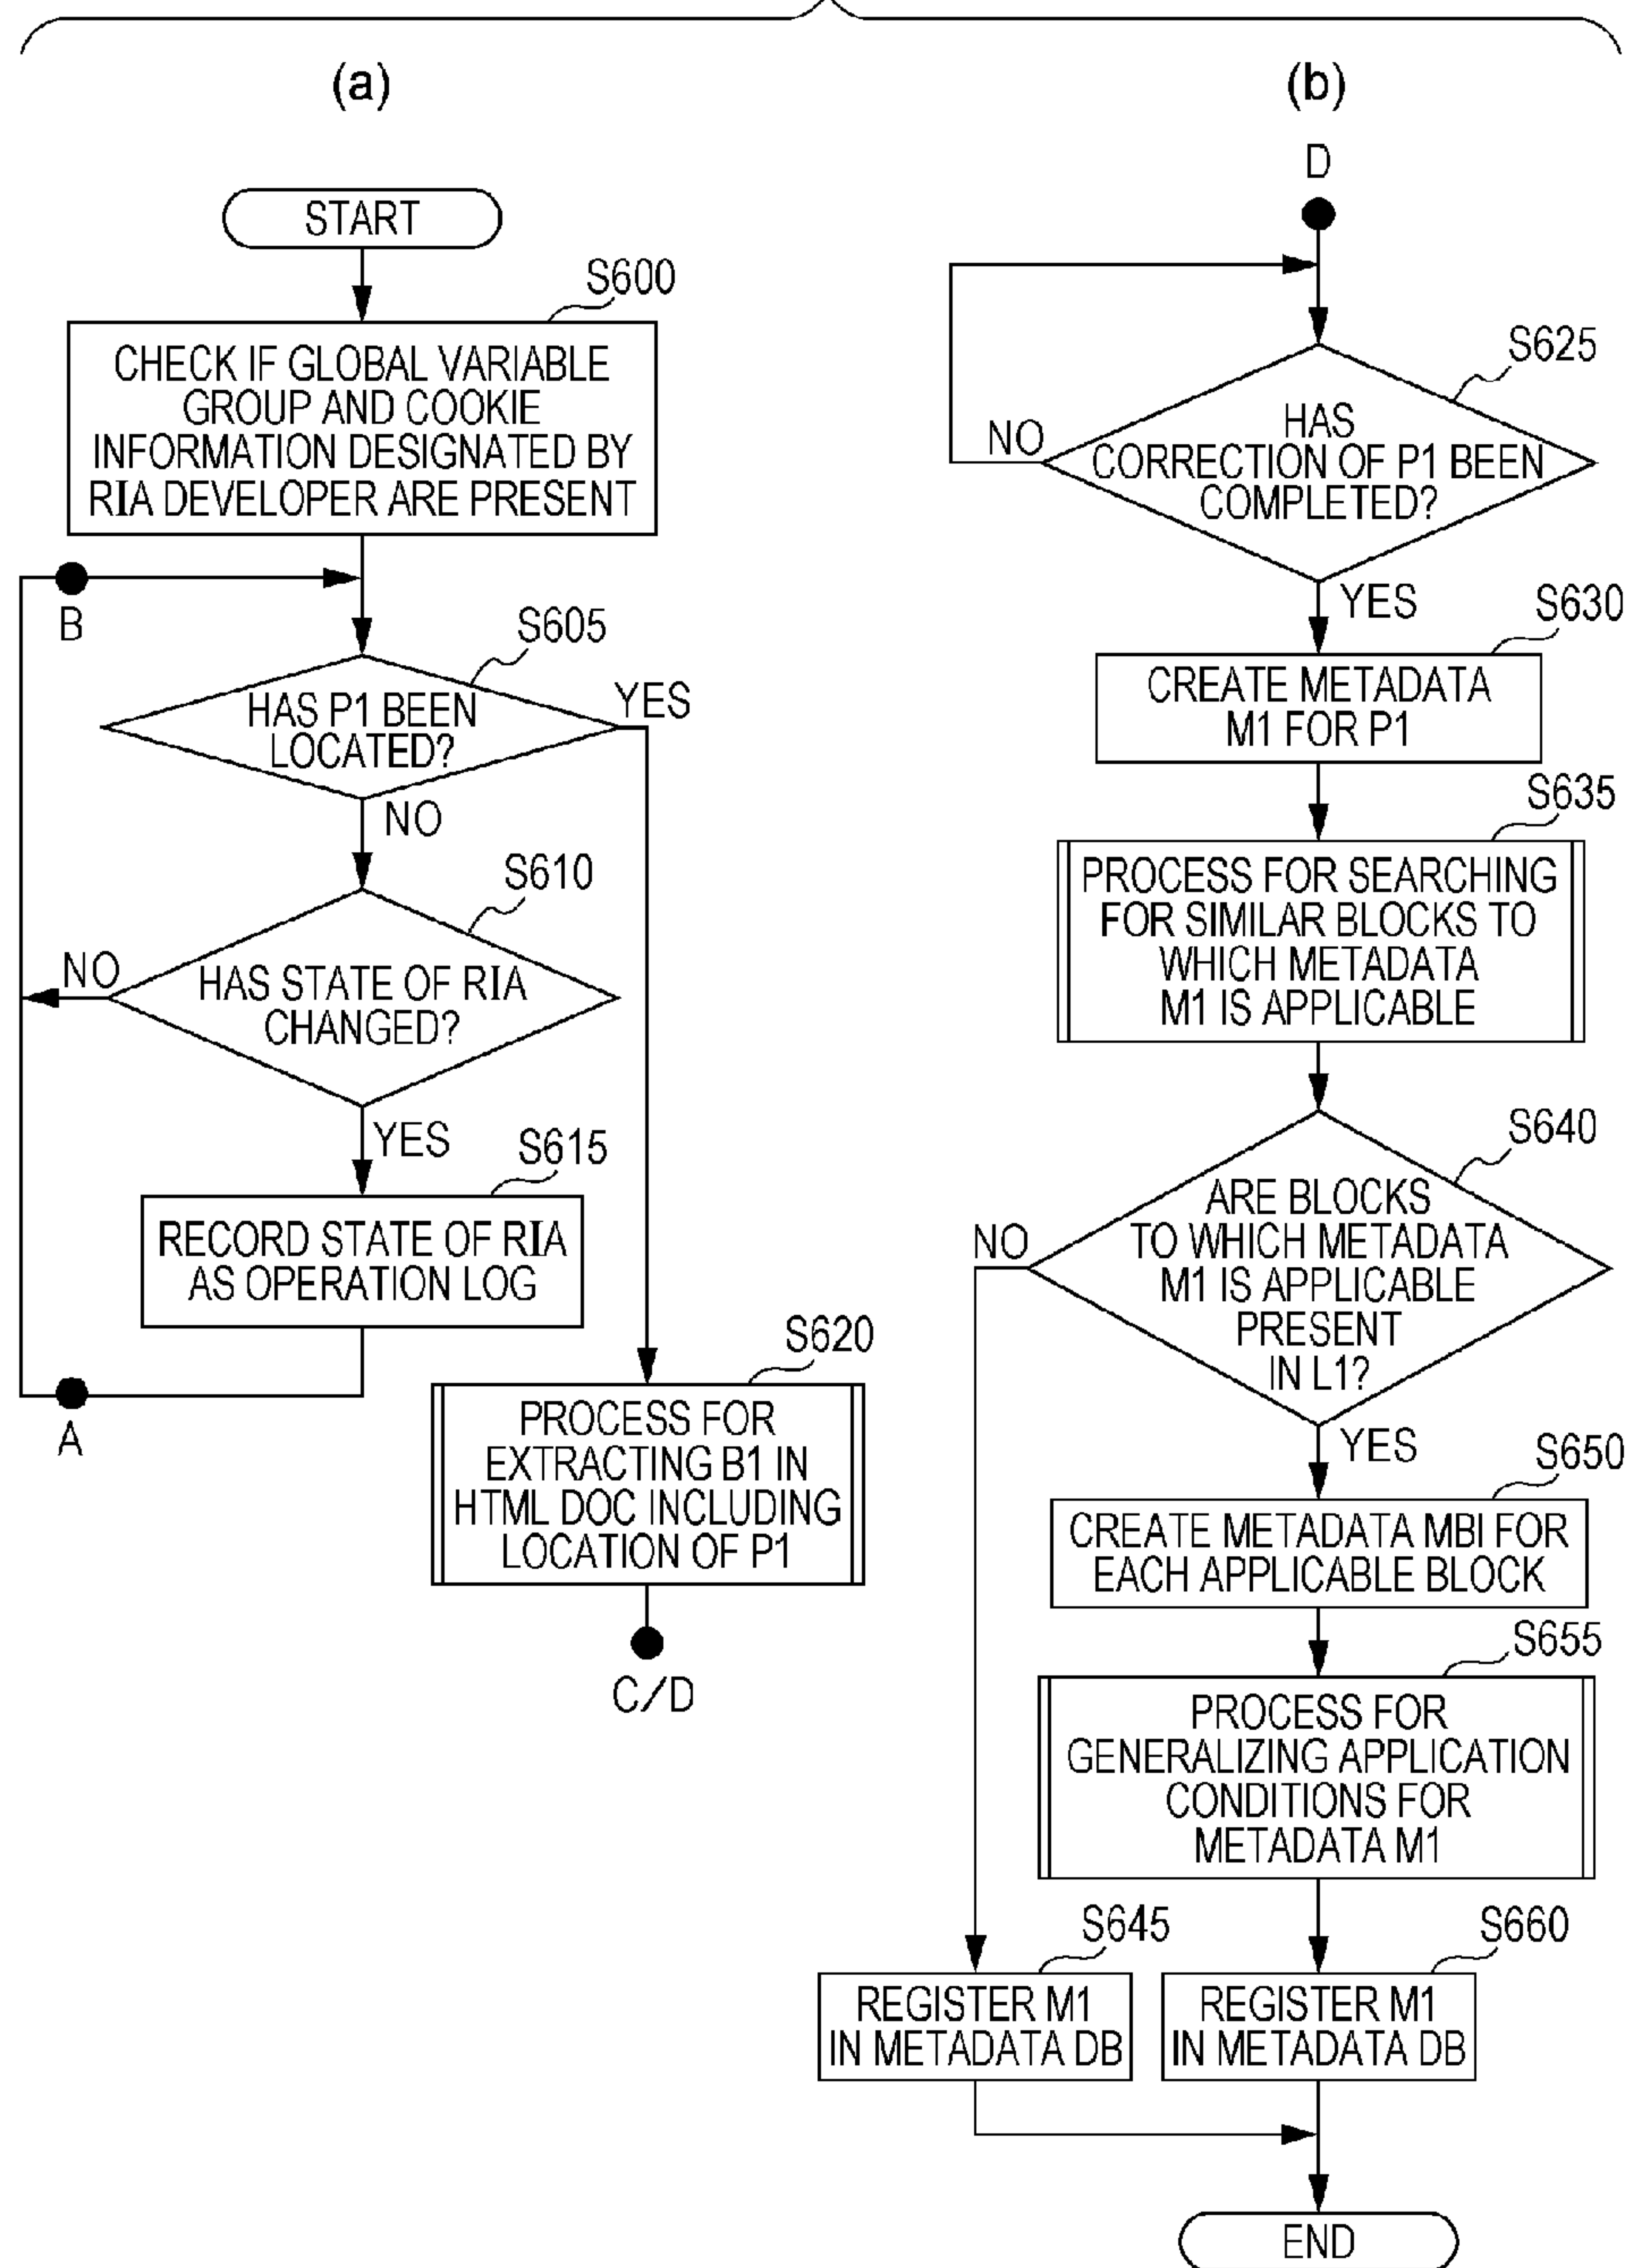 (a)
START
S600
CHECK IF GLOBAL VARIABLE
GROUP AND COOKIE
INFORMATION DESIGNATED BY
RIA DEVELOPER ARE PRESENT
B
S605
HAS P1 BEEN
LOCATED?
YES
NO
S610
NO
HAS STATE OF RIA
CHANGED?
YES
S615
RECORD STATE OF RIA
AS OPERATION LOG
A
S620
PROCESS FOR
EXTRACTING B1 IN
HTML DOC INCLUDING
LOCATION OF P1
C/D
(b)
D
S625
NO
HAS
CORRECTION OF P1 BEEN
COMPLETED?
YES
S630
CREATE METADATA
M1 FOR P1
S635
PROCESS FOR SEARCHING
FOR SIMILAR BLOCKS TO
WHICH METADATA
M1 IS APPLICABLE
S640
NO
ARE BLOCKS
TO WHICH METADATA
M1 IS APPLICABLE
PRESENT
IN L1?
YES
S650
CREATE METADATA MBI FOR
EACH APPLICABLE BLOCK
S655
PROCESS FOR
GENERALIZING APPLICATION
CONDITIONS FOR
METADATA M1
S645
REGISTER M1
IN METADATA DB
S660
REGISTER M1
IN METADATA DB
END